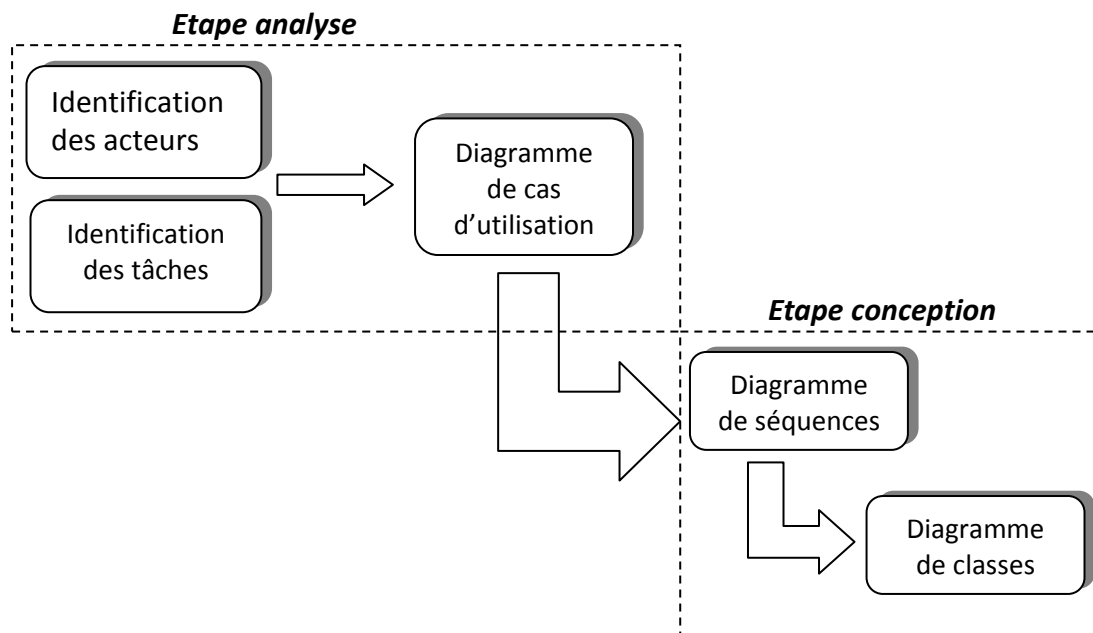 Etape analyse
Identification
des acteurs
Identification
des tâches
Diagramme
de cas
d’utilisation
Etape conception
Diagramme
de séquences
Diagramme
de classes